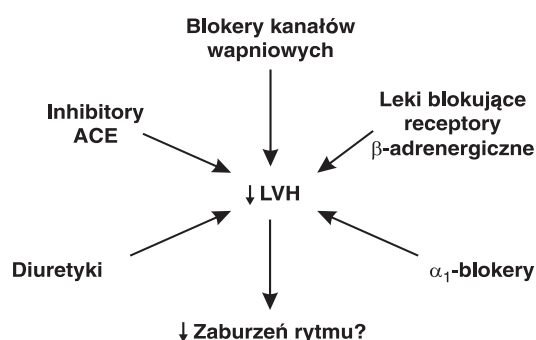 Blokery kanałów
wapniowych
Inhibitory
ACE
Leki blokujące
receptory
β-adrenergiczne
↓ LVH
Diuretyki
α₁-blokery
↓ Zaburzeń rytmu?